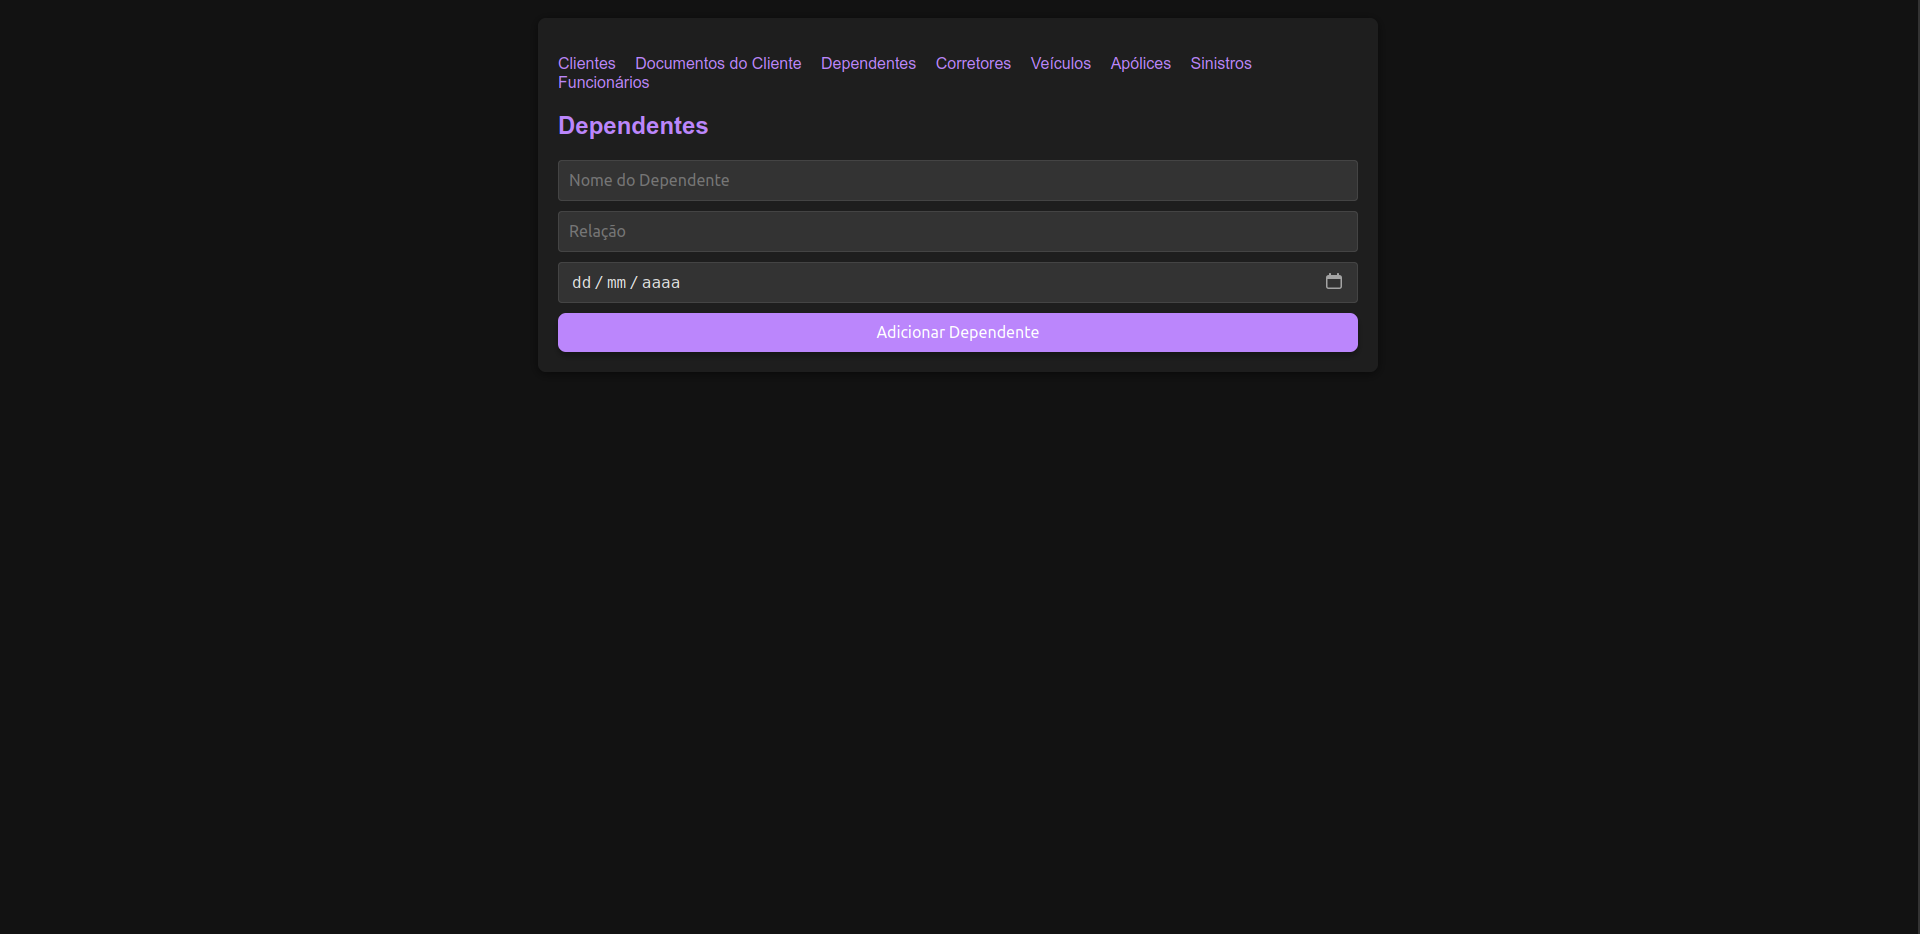 Clientes Documentos do Cliente Dependentes Corretores Veículos Apólices Sinistros
Funcionários
Dependentes
Nome do Dependente
Relação
dd/mm/aaaa
Adicionar Dependente